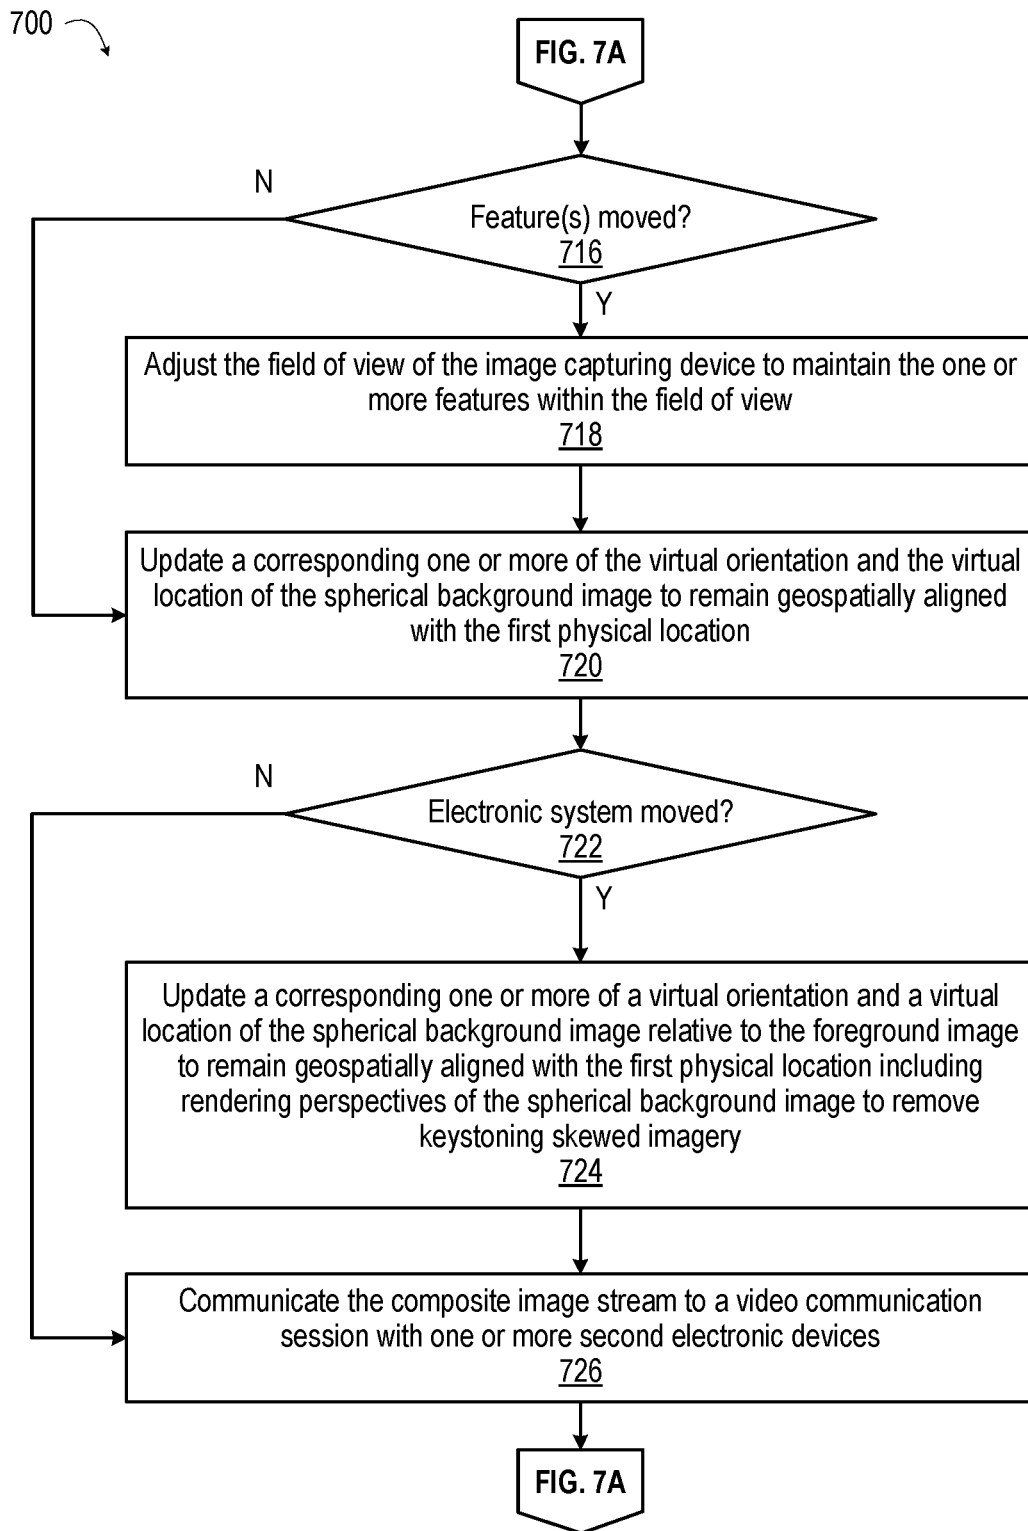 700
FIG. 7A
N
Feature(s) moved?
716
Y
Adjust the field of view of the image capturing device to maintain the one or
more features within the field of view
718
Update a corresponding one or more of the virtual orientation and the virtual
location of the spherical background image to remain geospatially aligned
with the first physical location
720
N
Electronic system moved?
722
Y
Update a corresponding one or more of a virtual orientation and a virtual
location of the spherical background image relative to the foreground image
to remain geospatially aligned with the first physical location including
rendering perspectives of the spherical background image to remove
keystoning skewed imagery
724
Communicate the composite image stream to a video communication
session with one or more second electronic devices
726
FIG. 7A